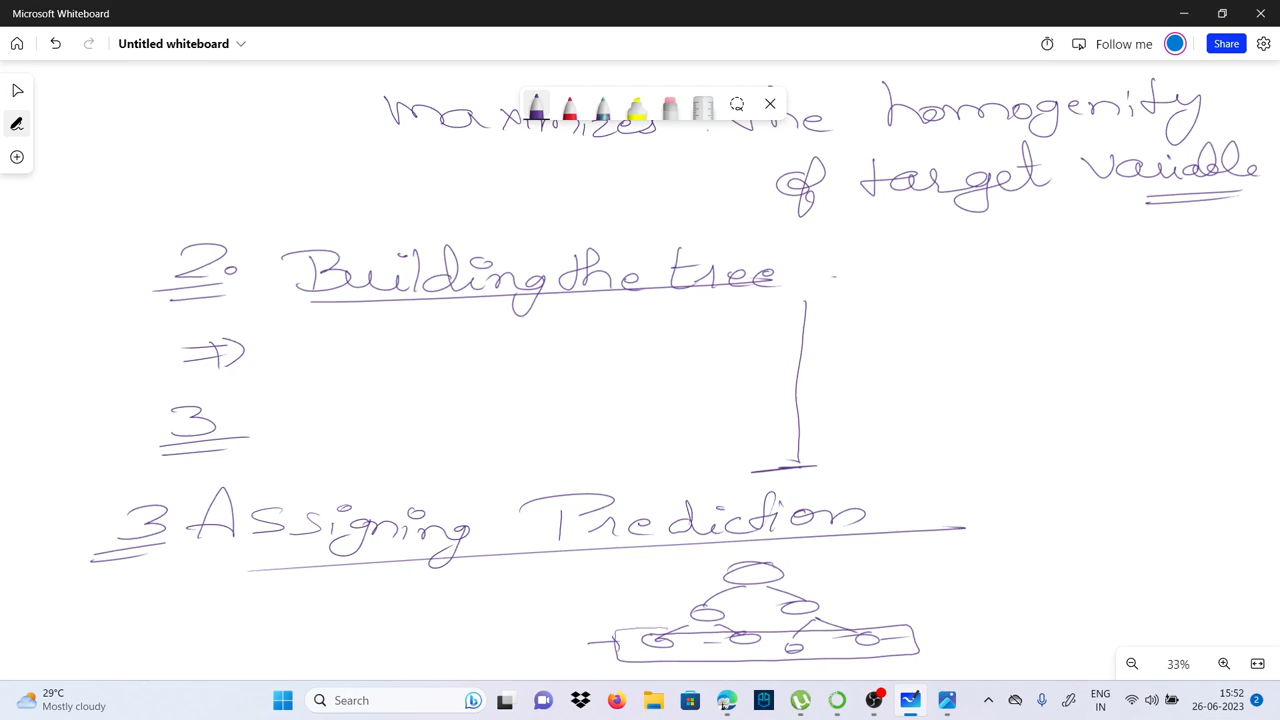 Microsoft Whiteboard
Untitled whiteboard
Follow me
Share
maximizes the homogenity
of target variable
2. Building the tree
⇒
3
3 Assigning Prediction
33%
29°C
Mostly cloudy
Search
ENG
IN
15:52
26-06-2023
2